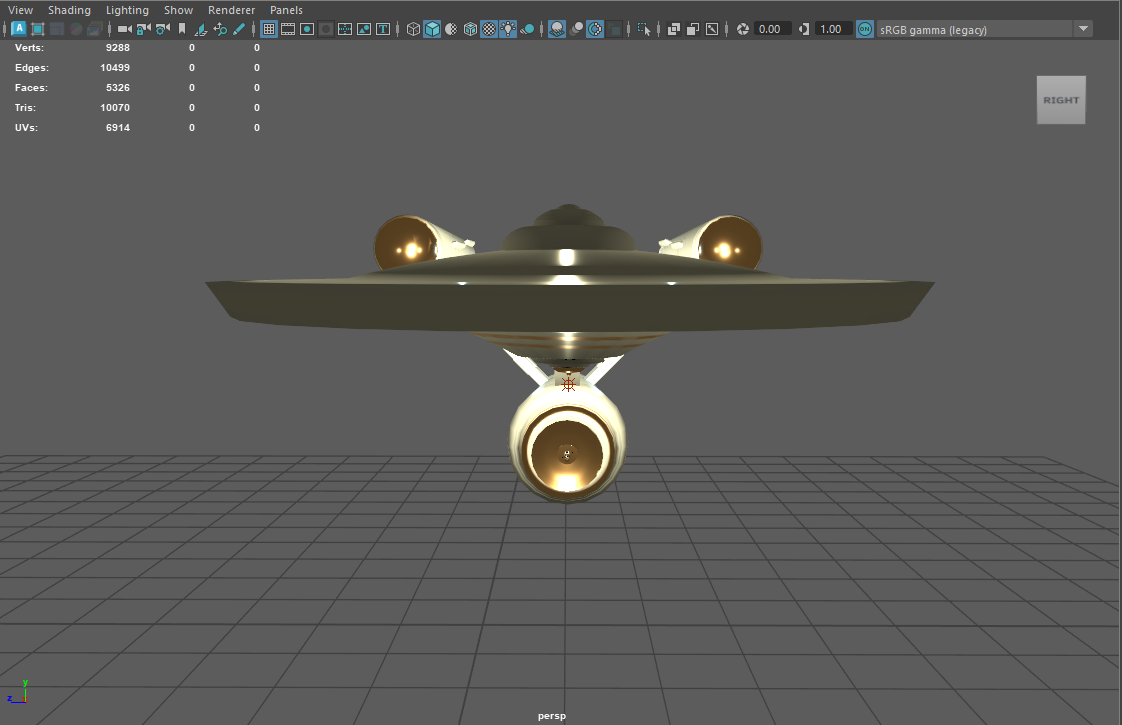 View Shading Lighting Show Renderer Panels
A T 0.00 1.00 ON sRGB gamma (legacy)
Verts: 9288 0 0
Edges: 10499 0 0
Faces: 5326 0 0
Tris: 10070 0 0
UVs: 6914 0 0
RIGHT
y
z
persp